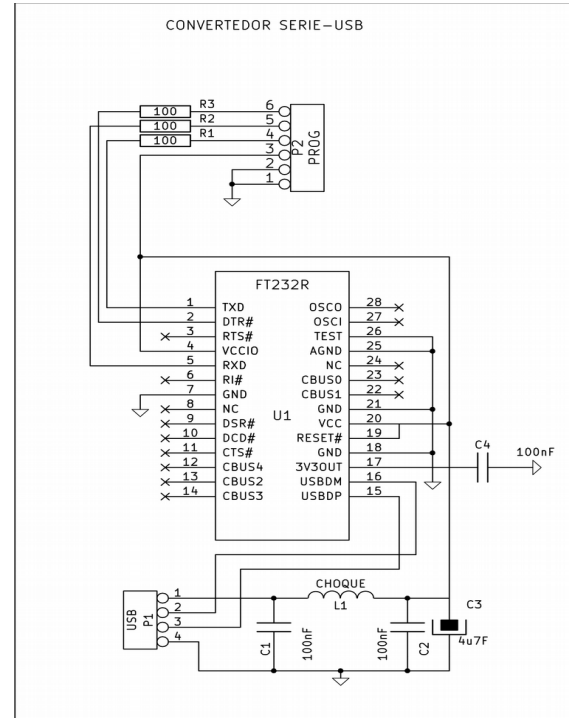 CONVERTEDOR SERIE-USB
100 R3 6
100 R2 5
100 R1 4
3
2
1
P2
PROG
FT232R
1 TXD OSCO 28
2 DTR# OSCI 27
3 RTS# TEST 26
4 VCCIO AGND 25
5 RXD NC 24
6 RI# CBUS0 23
7 GND CBUS1 22
8 NC GND 21
9 DSR# U1 VCC 20
10 DCD# RESET# 19
11 CTS# GND 18
12 CBUS4 3V3OUT 17
13 CBUS2 USBDM 16
14 CBUS3 USBDP 15
C4
100nF
USB
P1
1
2
3
4
CHOQUE
L1
C1
100nF
100nF
C2
C3
4u7F